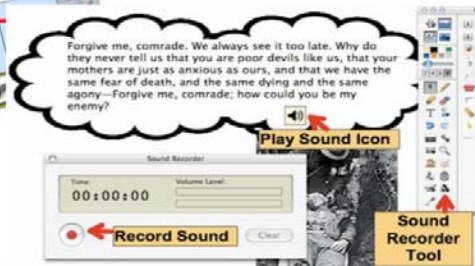 Forgive me, comrade. We always see it too late. Why do
they never tell us that you are poor devils like us, that your
mothers are just as anxious as ours, and that we have the
same fear of death, and the same dying and the same
agony—Forgive me, comrade; how could you be my
enemy?
Play Sound Icon
Sound Recorder
Time:
Volume Level:
00:00:00
Record Sound
Clear
Sound
Recorder
Tool